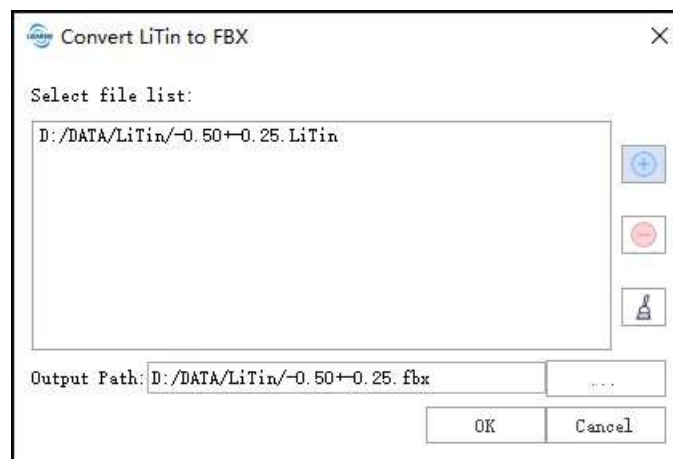 Convert LiTin to FBX
Select file list:
D:/DATA/LiTin/-0.50+-0.25.LiTin
Output Path: D:/DATA/LiTin/-0.50+-0.25.fbx ...
OK Cancel